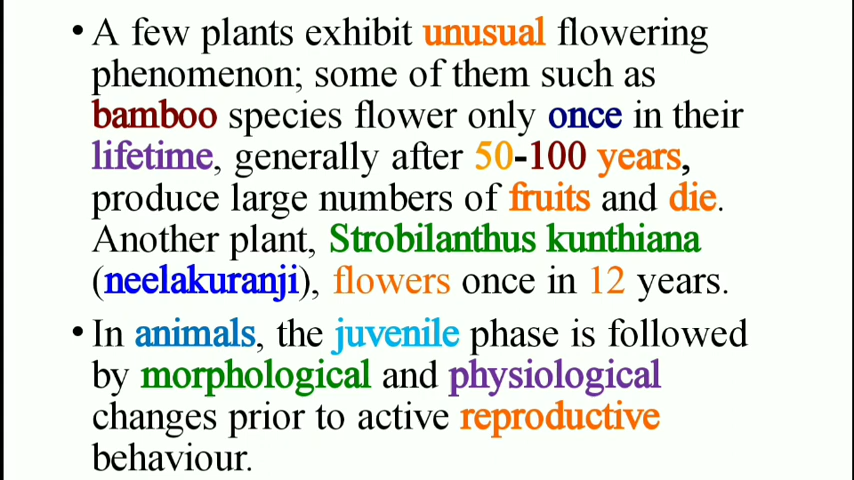 • A few plants exhibit unusual flowering
phenomenon; some of them such as
bamboo species flower only once in their
lifetime, generally after 50-100 years,
produce large numbers of fruits and die.
Another plant, Strobilanthus kunthiana
(neelakuranji), flowers once in 12 years.
• In animals, the juvenile phase is followed
by morphological and physiological
changes prior to active reproductive
behaviour.